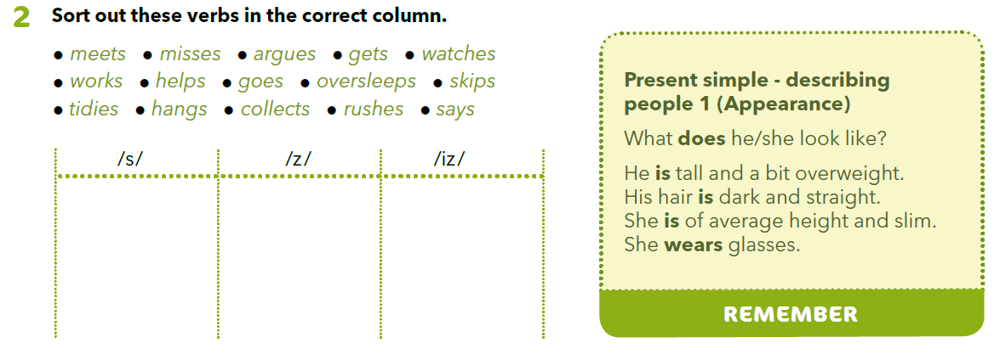 2 Sort out these verbs in the correct column.
• meets • misses • argues • gets • watches
• works • helps • goes • oversleeps • skips
• tidies • hangs • collects • rushes • says
/s/ /z/ /iz/
Present simple - describing
people 1 (Appearance)
What does he/she look like?
He is tall and a bit overweight.
His hair is dark and straight.
She is of average height and slim.
She wears glasses.
REMEMBER